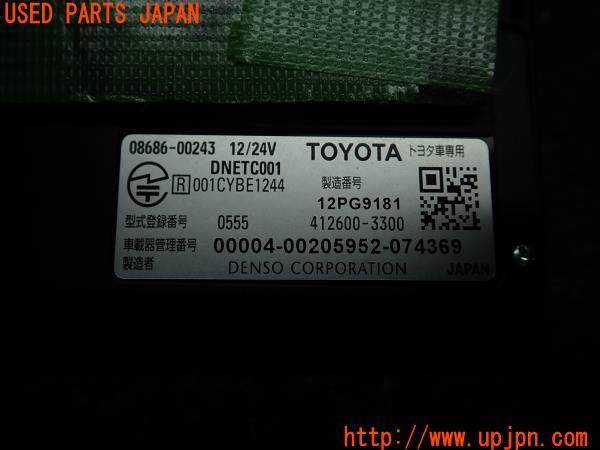 USED PARTS JAPAN
08686-00243 12/24V TOYOTA トヨタ車専用
DNETC001
R 001CYBE1244 製造番号
12PG9181
型式登録番号 0555 412600-3300
車載器管理番号 00004-00205952-074369
製造者 DENSO CORPORATION JAPAN
UPJ
http://www.upjpn.com